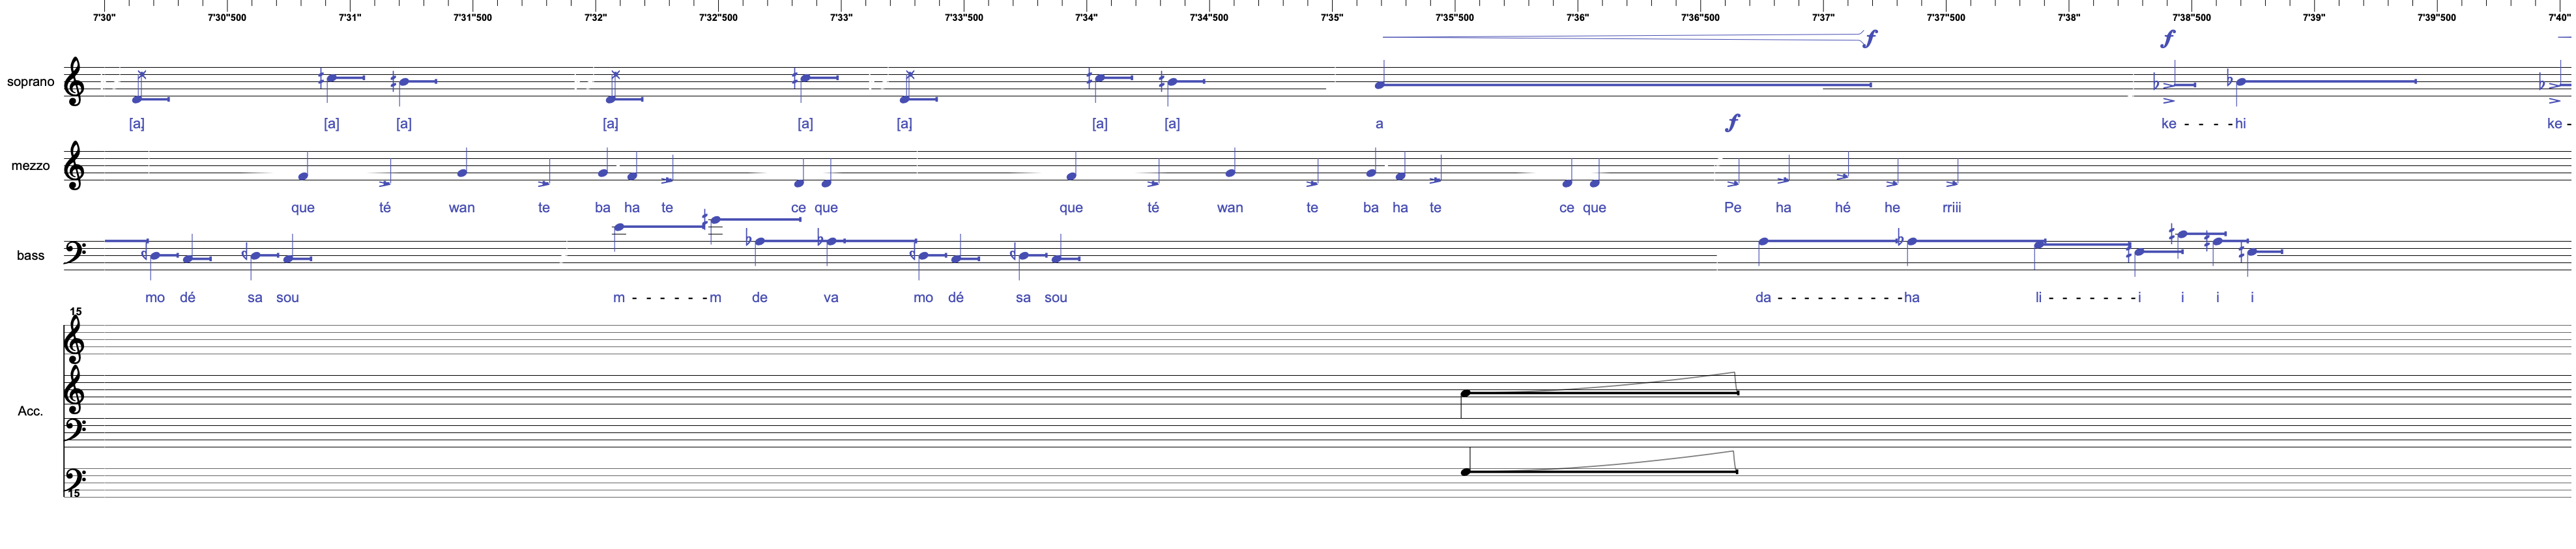 7'30" 7'30"500 7'31" 7'31"500 7'32" 7'32"500 7'33" 7'33"500 7'34" 7'34"500 7'35" 7'35"500 7'36" 7'36"500 7'37" 7'37"500 7'38" 7'38"500 7'39" 7'39"500 7'40"
f f
soprano
[a] [a] [a] [a] [a] [a] [a] [a] a ke - - - - hi ke -
f
mezzo
que té wan te ba ha te ce que que té wan te ba ha te ce que Pe ha hé he rriii
bass
mo dé sa sou m - - - - - - m de va mo dé sa sou da - - - - - - - - - - ha li - - - - - - - i i i i
15
Acc.
15